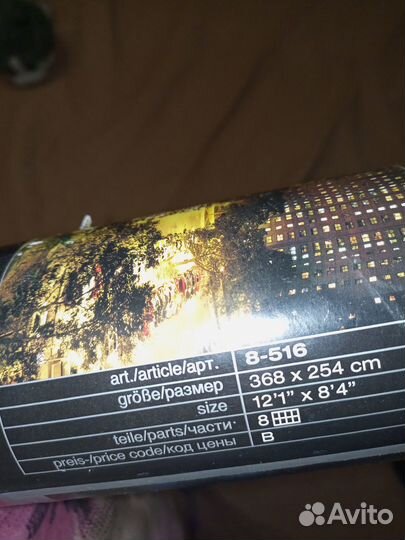 art./article/арт. 8-516
größe/размер 368 x 254 cm
size 12'1” x 8'4”
teile/parts/части· 8
preis-/price code/код цены B
Avito